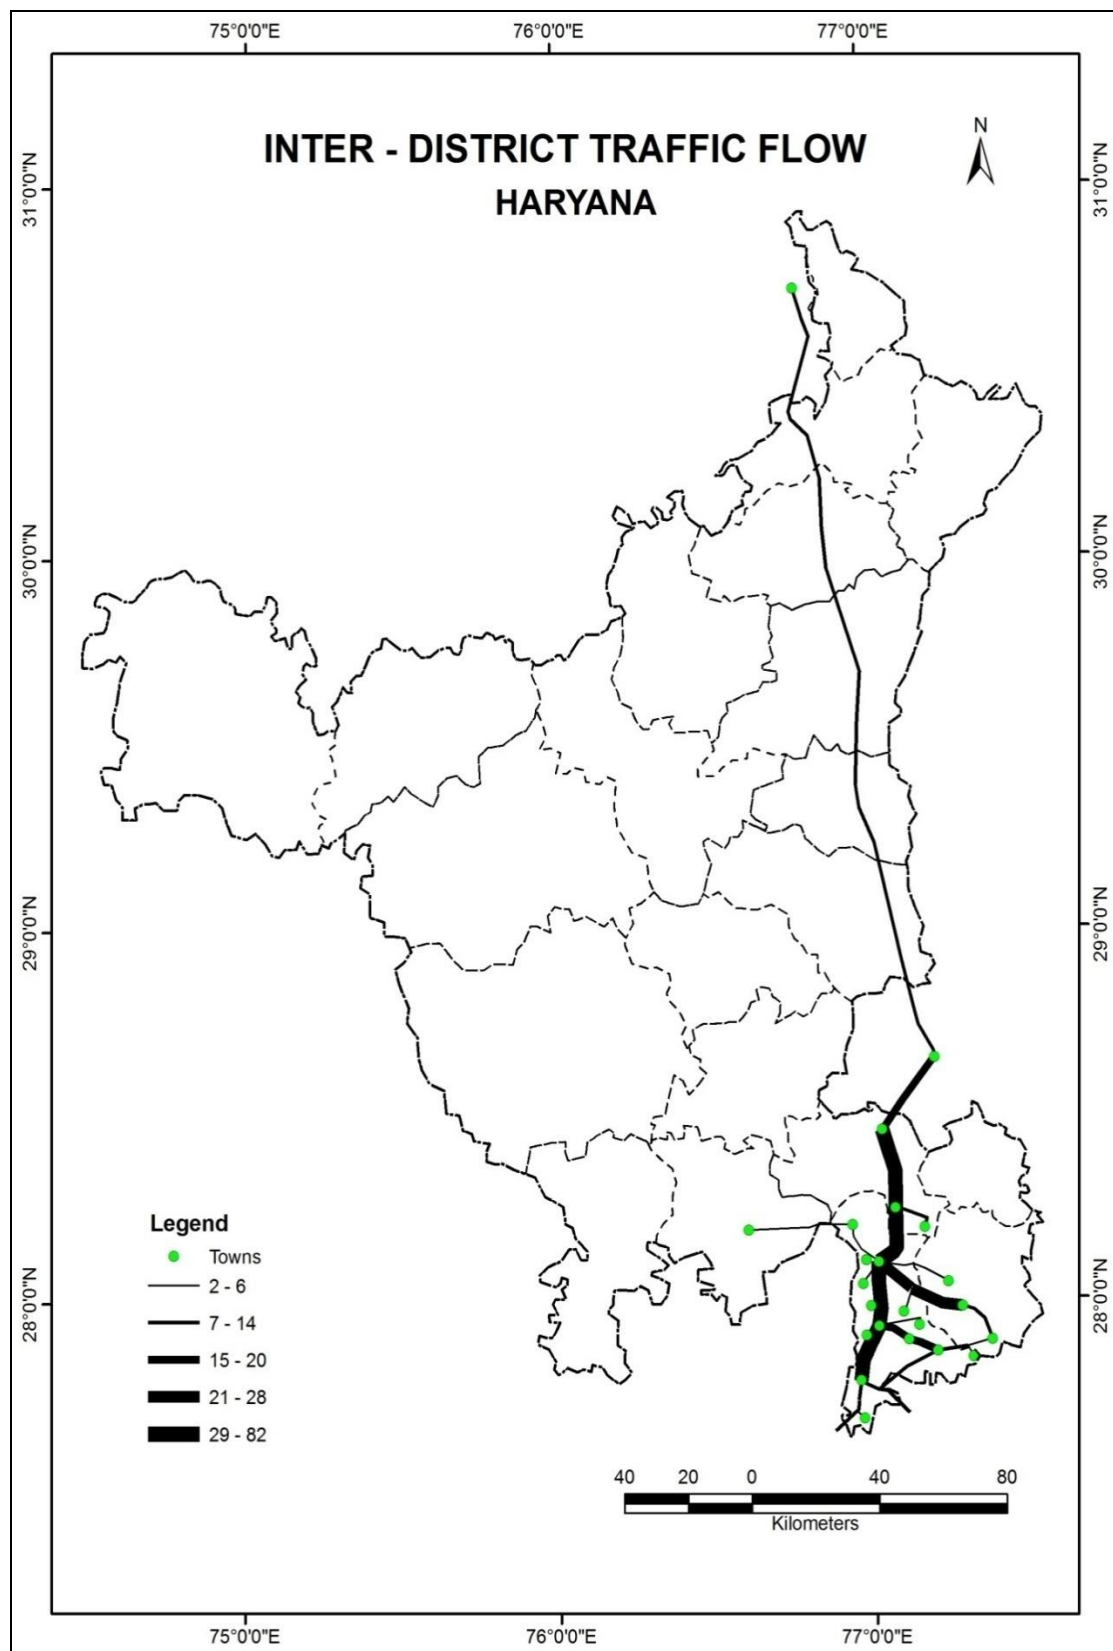 75°0'0"E 76°0'0"E 77°0'0"E
INTER - DISTRICT TRAFFIC FLOW
HARYANA
N
31°0'0"N
31°0'0"N
30°0'0"N
30°0'0"N
29°0'0"N
29°0'0"N
28°0'0"N
28°0'0"N
Legend
Towns
2 - 6
7 - 14
15 - 20
21 - 28
29 - 82
40 20 0 40 80
Kilometers
75°0'0"E 76°0'0"E 77°0'0"E